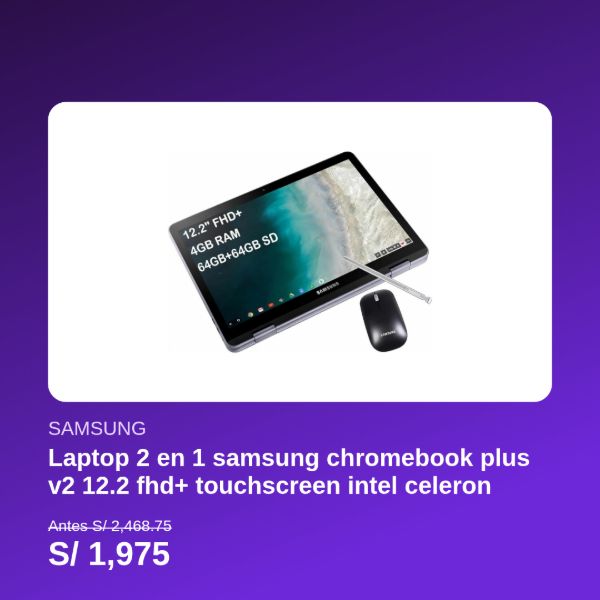 12.2" FHD+
4GB RAM
64GB+64GB SD
SAMSUNG
SAMSUNG
SAMSUNG
Laptop 2 en 1 samsung chromebook plus
v2 12.2 fhd+ touchscreen intel celeron
Antes S/ 2,468.75
S/ 1,975